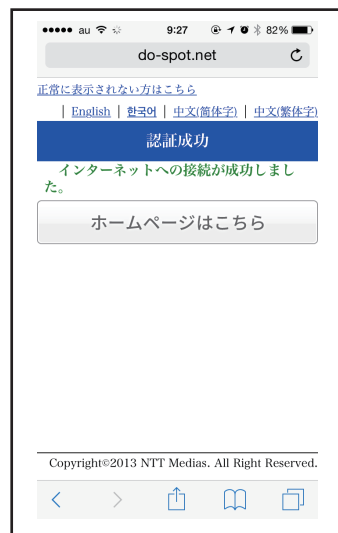 au 9:27 82%
do-spot.net
正常に表示されない方はこちら
| English | 한국어 | 中文(简体字) | 中文(繁体字)
認証成功
インターネットへの接続が成功しまし
た。
ホームページはこちら
Copyright©2013 NTT Medias. All Right Reserved.